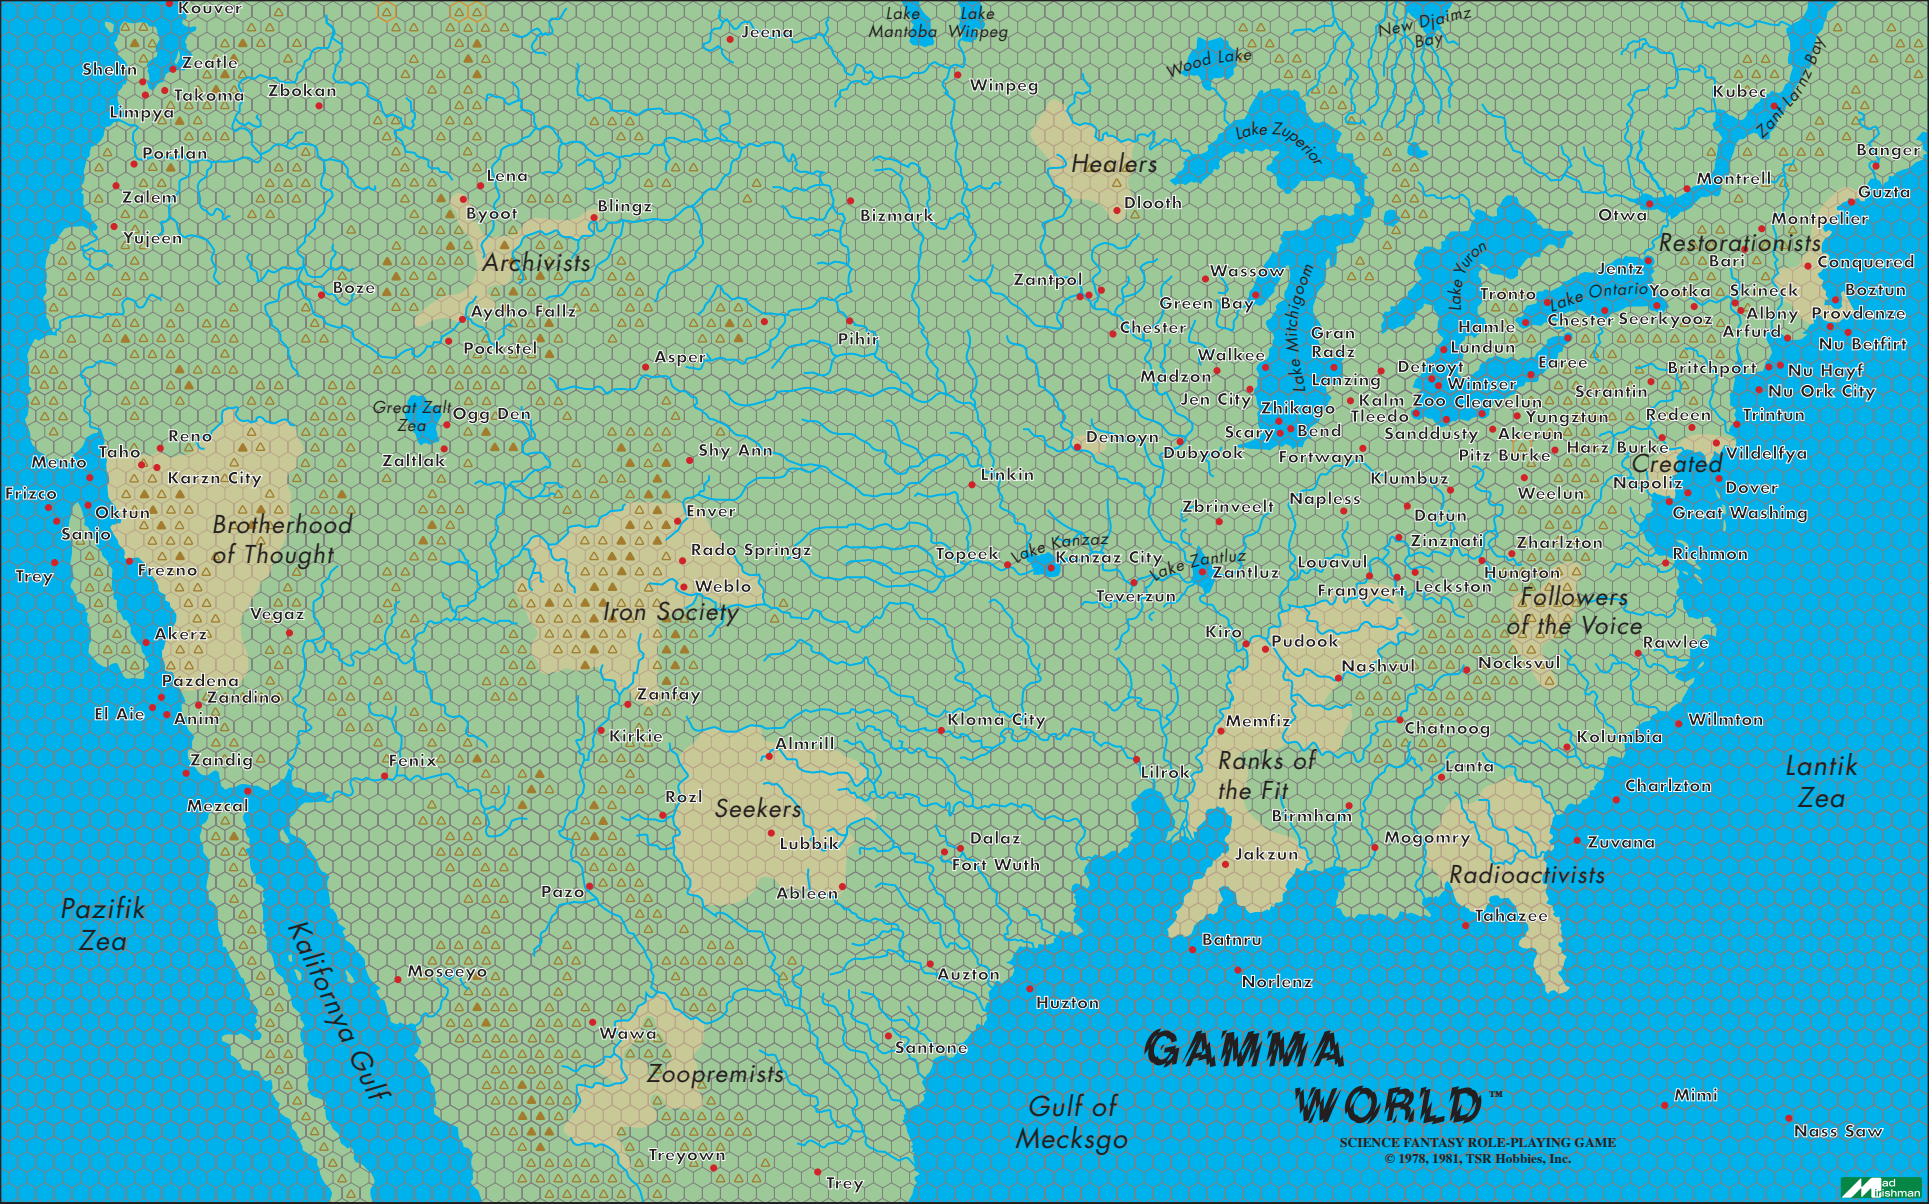 Kouver
Zeatle
Sheltn
Takoma
Limpya
Zbokan
Portlan
Zalem
Yujeen
Boze
Lena
Byoot
Blingz
Archivists
Aydho Fallz
Pockstel
Jeena
Lake
Mantoba
Lake
Winpeg
Winpeg
Wood Lake
New Djaimz
Bay
Zant Larnz Bay
Kubec
Banger
Guzta
Montrell
Otwa
Montpelier
Restorationists
Bari
Conquered
Healers
Dlooth
Lake Zuperior
Bizmark
Pihir
Asper
Zantpol
Chester
Wassow
Green Bay
Lake Mitchigoom
Lake Yuron
Lake Ontario
Jentz
Tronto
Yootka
Skineck
Boztun
Hamle
Chester
Seerkyooz
Albny
Provdenze
Arfurd
Nu Betfirt
Gran
Radz
Lundun
Walkee
Madzon
Lanzing
Detroyt
Wintser
Earee
Britchport
Nu Hayf
Scrantin
Nu Ork City
Jen City
Zhikago
Kalm
Zoo
Cleavelun
Tleedo
Yungztun
Redeen
Trintun
Scary
Bend
Sanddusty
Akerun
Harz Burke
Vildelfya
Dubyook
Fortwayn
Pitz Burke
Created
Demoyn
Klumbuz
Weelun
Napoliz
Dover
Great Washing
Great Zalt
Zea
Ogg Den
Zaltlak
Reno
Taho
Karzn City
Mento
Frizco
Oktun
Sanjo
Trey
Frezno
Brotherhood
of Thought
Vegaz
Akerz
Pazdena
Zandino
El Aie
Anim
Zandig
Mezcal
Fenix
Shy Ann
Enver
Rado Springz
Weblo
Iron Society
Zanfay
Kirkie
Linkin
Topeek
Lake Kanzaz
Kanzaz City
Teverzun
Lake Zantluz
Zantluz
Zbrinveelt
Napless
Datun
Zinznati
Zharlzton
Richmon
Louavul
Frangvert
Leckston
Hungton
Followers
of the Voice
Rawlee
Kiro
Pudook
Nashvul
Nocksvul
Memfiz
Chatnoog
Kolumbia
Wilmton
Lanta
Charlzton
Ranks of
the Fit
Birmham
Mogomry
Zuvana
Jakzun
Radioactivists
Tahazee
Lilrok
Kloma City
Almrill
Rozl
Seekers
Lubbik
Dalaz
Fort Wuth
Ableen
Pazo
Moseeyo
Auzton
Huzton
Batnru
Norlenz
Wawa
Santone
Zoopremists
Treyown
Trey
Pazifik
Zea
Kalifornya Gulf
Lantik
Zea
Gulf of
Mecksgo
Mimi
Nass Saw
GAMMA
WORLD™
SCIENCE FANTASY ROLE-PLAYING GAME
© 1978, 1981, TSR Hobbies, Inc.
Mad
Irishman